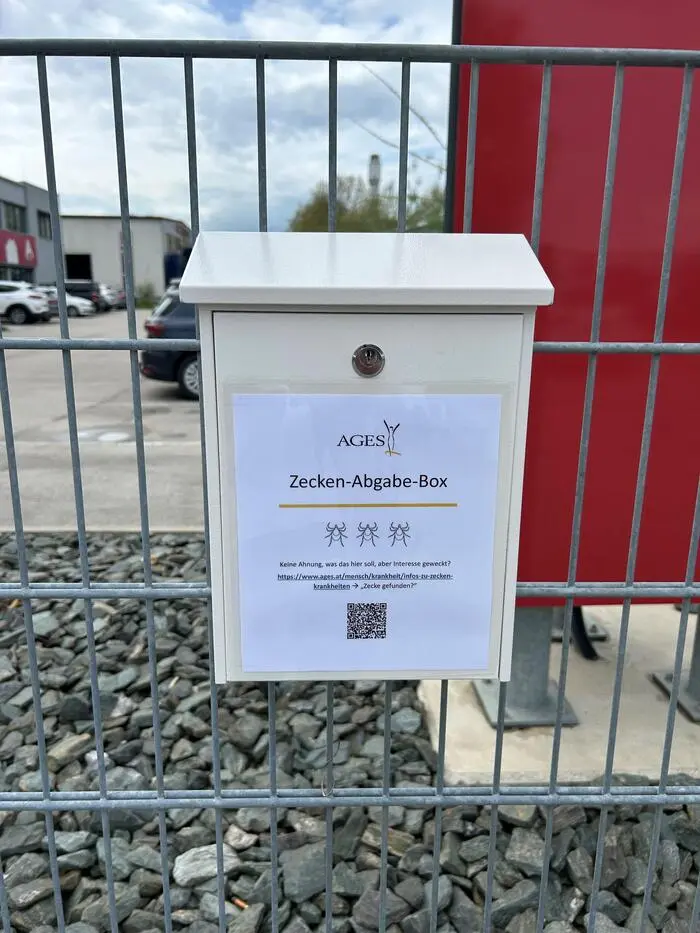 AGES
Zecken-Abgabe-Box
Keine Ahnung, was das hier soll, aber Interesse geweckt?
https://www.ages.at/mensch/krankheit/infos-zu-zecken-
krankheiten → „Zecke gefunden?“